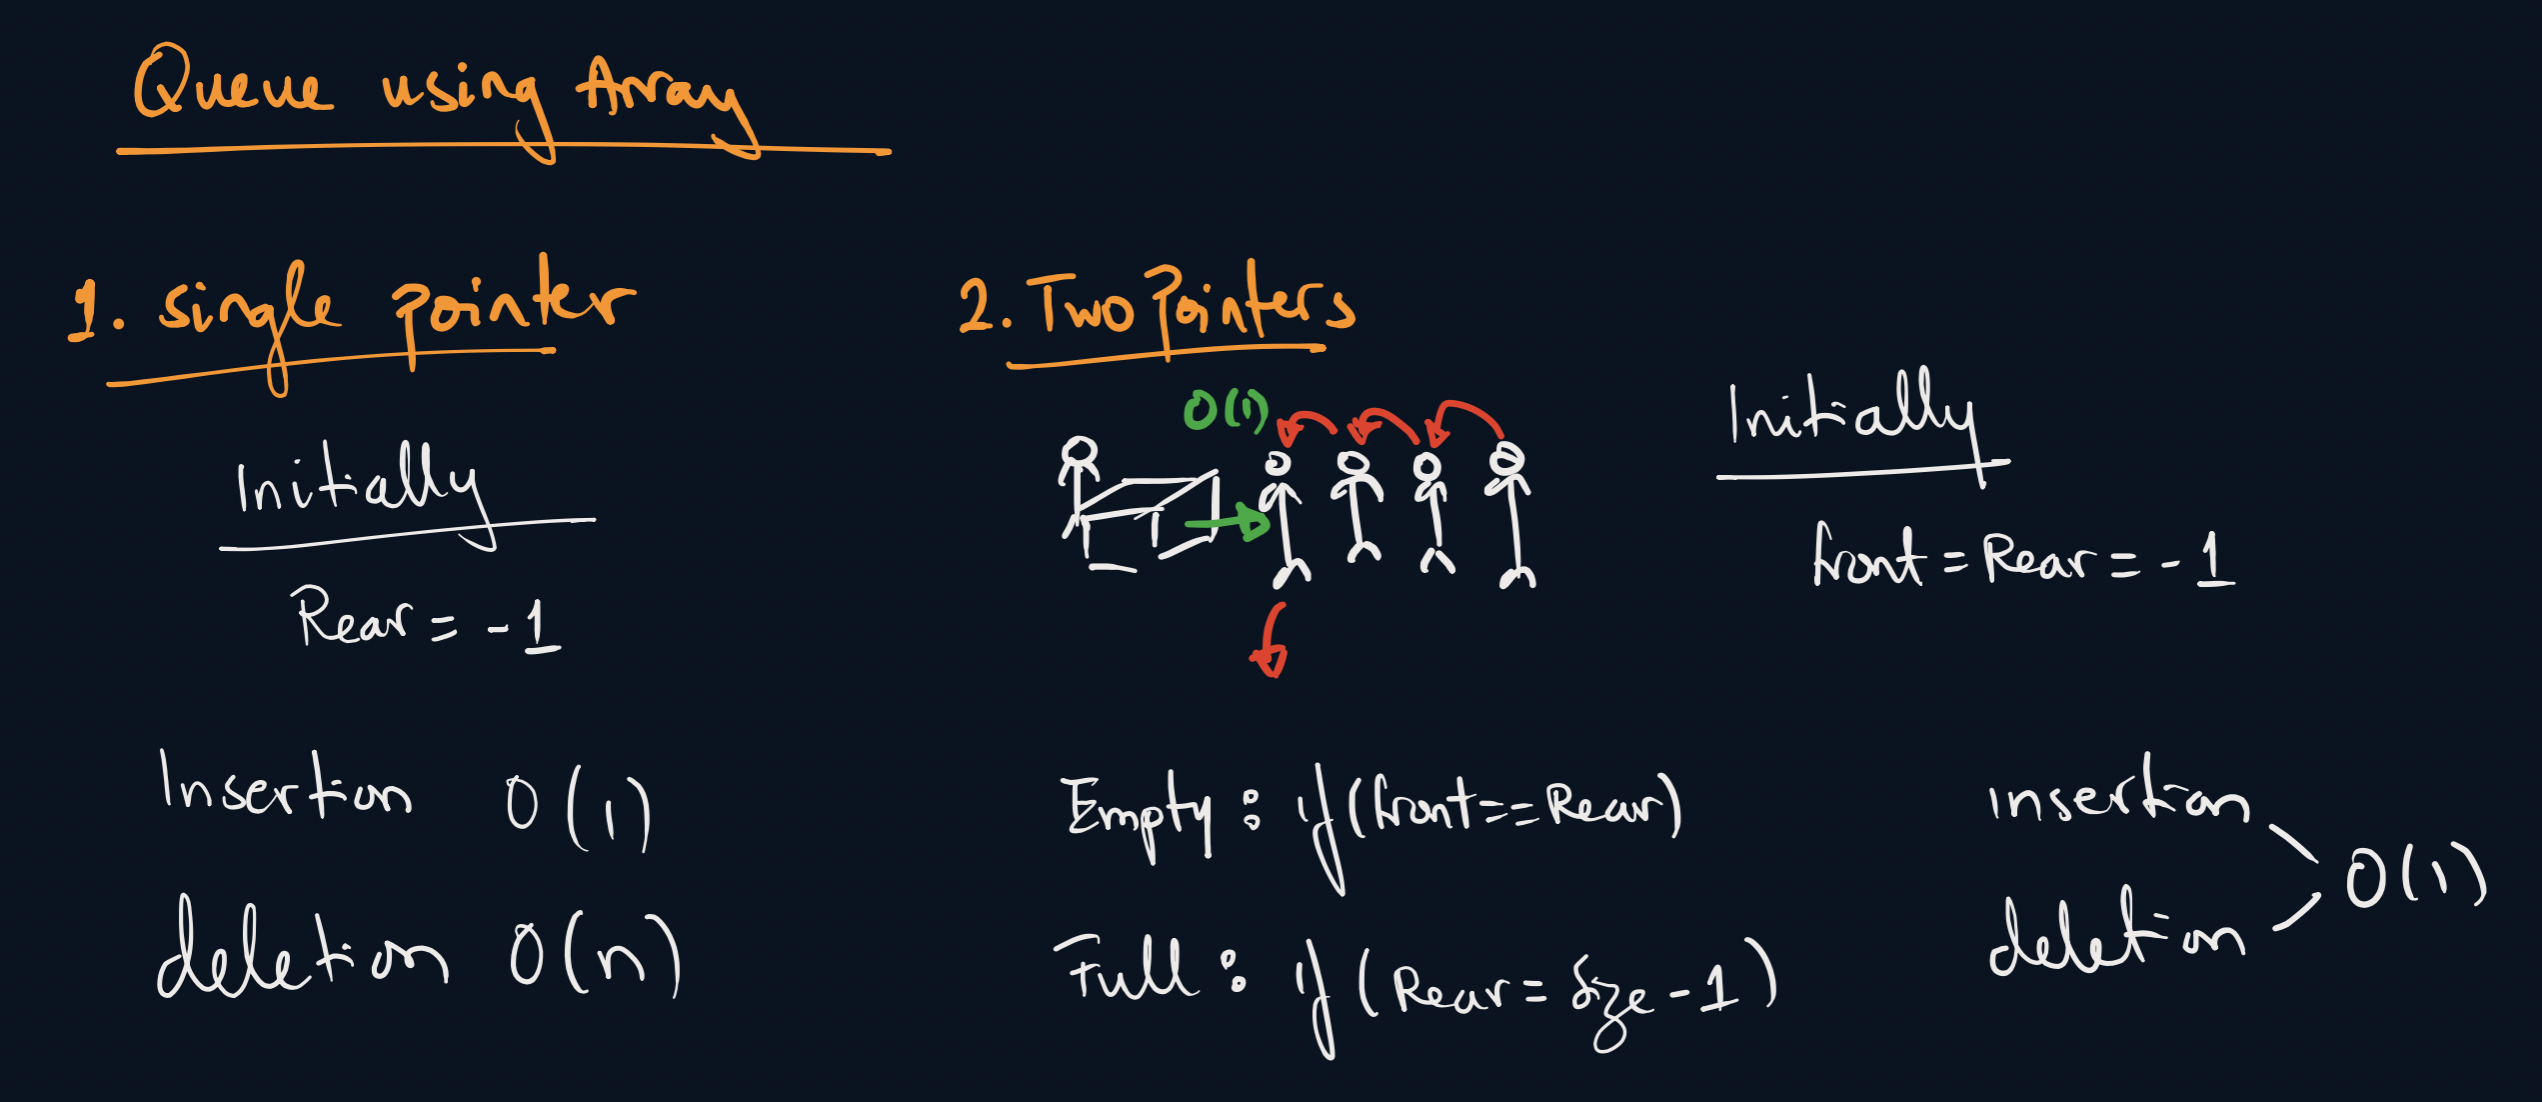 Queue using Array
1. single pointer
Initially
Rear = -1
Insertion O(1)
deletion O(n)
2. Two Pointers
O(1)
Initially
front = Rear = -1
Empty : if (front == Rear)
Full : if (Rear = Size - 1)
insertion
deletion
O(1)